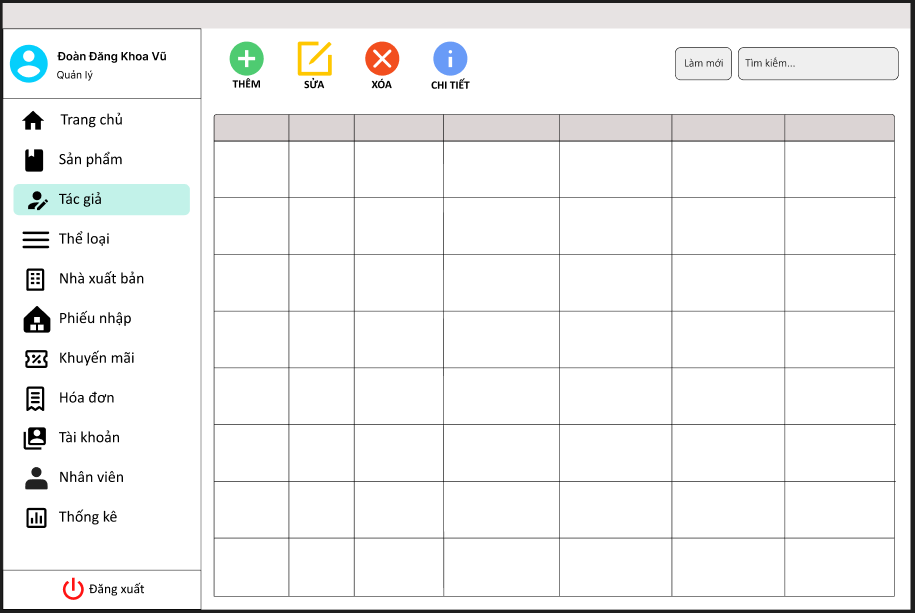 Đoàn Đăng Khoa Vũ
Quản lý
THÊM
SỬA
XÓA
CHI TIẾT
Làm mới
Tìm kiếm...
Trang chủ
Sản phẩm
Tác giả
Thể loại
Nhà xuất bản
Phiếu nhập
Khuyến mãi
Hóa đơn
Tài khoản
Nhân viên
Thống kê
Đăng xuất